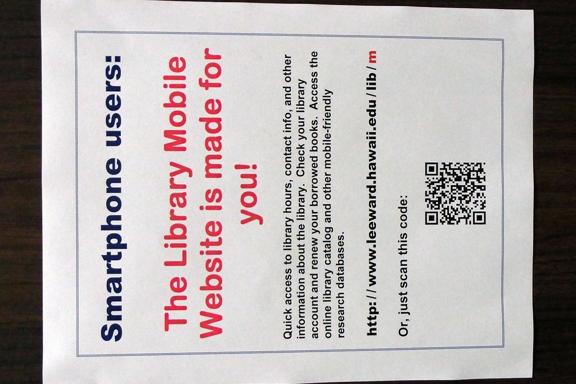 Smartphone users:
The Library Mobile
Website is made for
you!
Quick access to library hours, contact info, and other
information about the library. Check your library
account and renew your borrowed books. Access the
online library catalog and other mobile-friendly
research databases.
http://www.leeward.hawaii.edu/lib/m
Or, just scan this code: